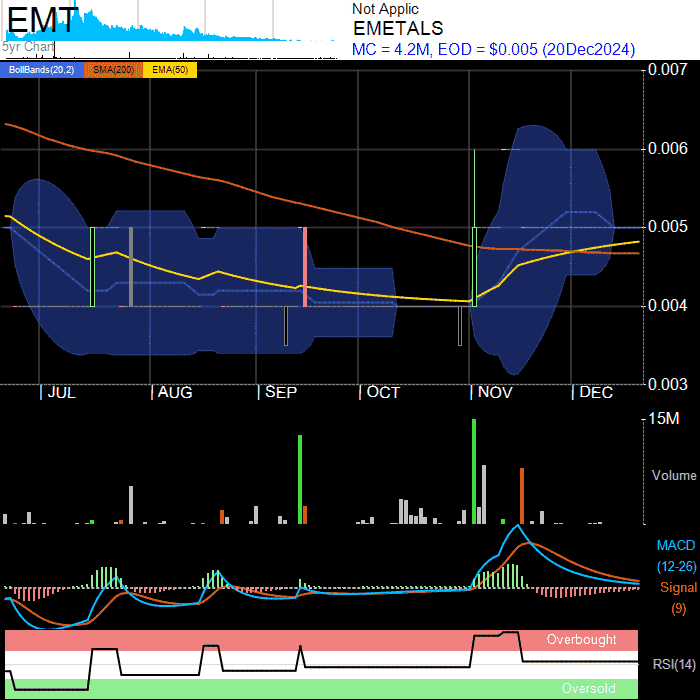 EMT
5yr Chart
Not Applic
EMETALS
MC = 4.2M, EOD = $0.005 (20Dec2024)
BollBands(20,2) SMA(200) EMA(50)
0.007
0.006
0.005
0.004
0.003
JUL AUG SEP OCT NOV DEC
15M
Volume
MACD
(12-26)
Signal
(9)
Overbought
RSI(14)
Oversold